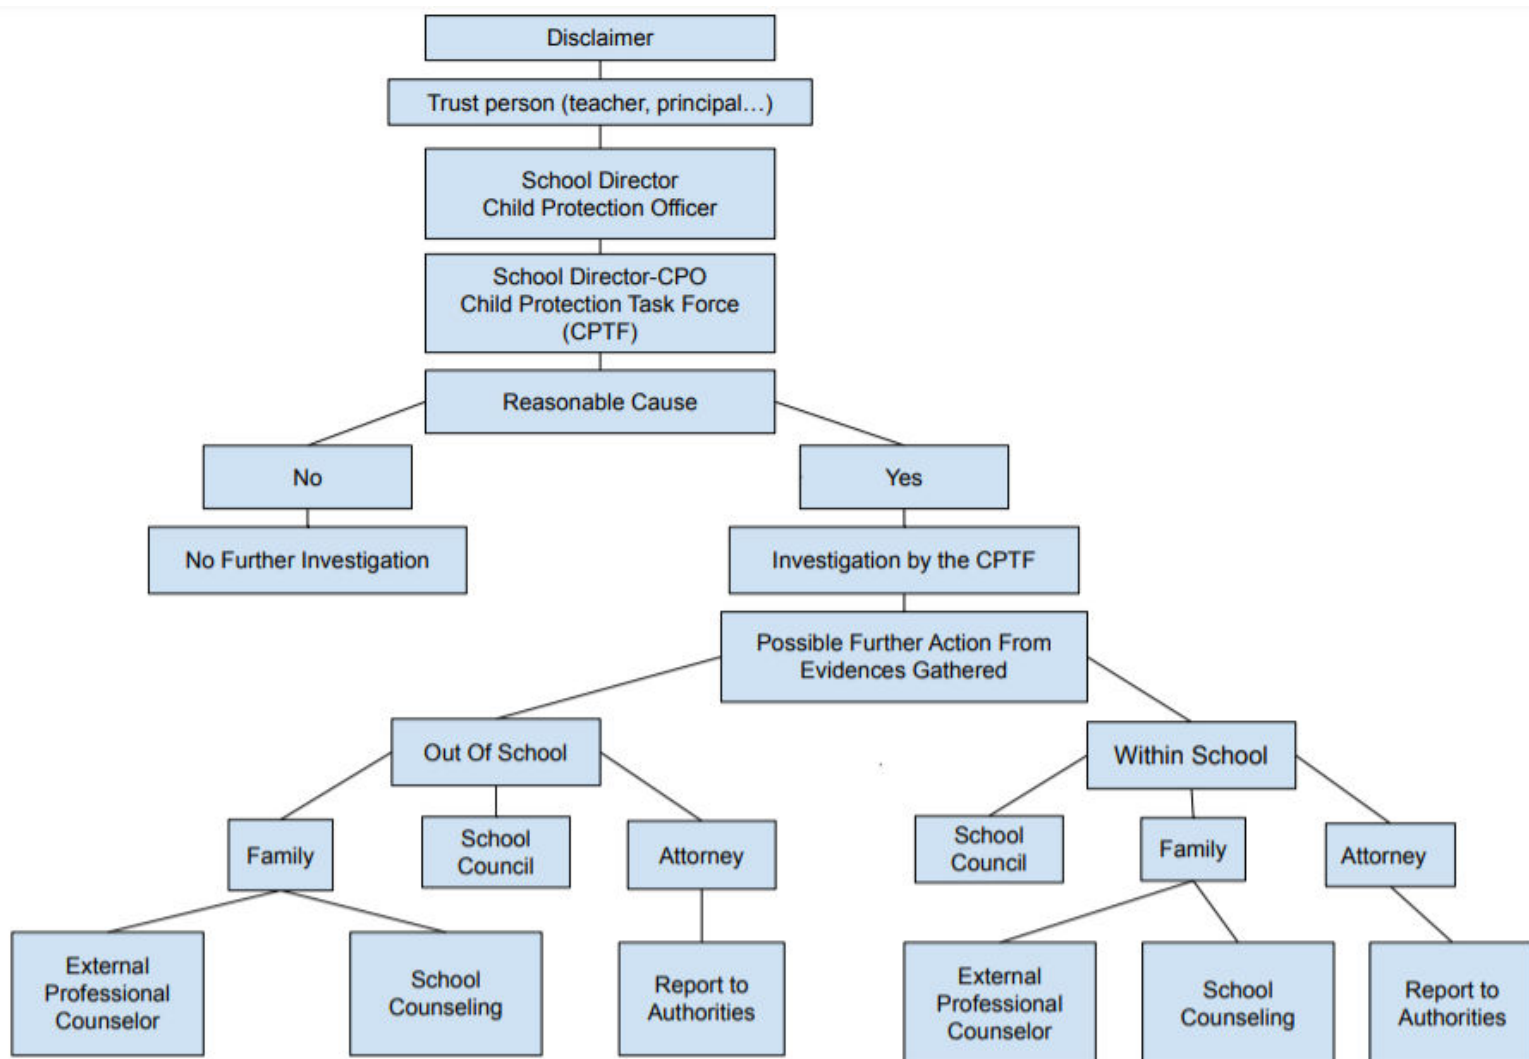 Disclaimer
Trust person (teacher, principal…)
School Director
Child Protection Officer
School Director-CPO
Child Protection Task Force
(CPTF)
Reasonable Cause
No
Yes
No Further Investigation
Investigation by the CPTF
Possible Further Action From
Evidences Gathered
Out Of School
Within School
Family
School
Council
Attorney
School
Council
Family
Attorney
External
Professional
Counselor
School
Counseling
Report to
Authorities
External
Professional
Counselor
School
Counseling
Report to
Authorities